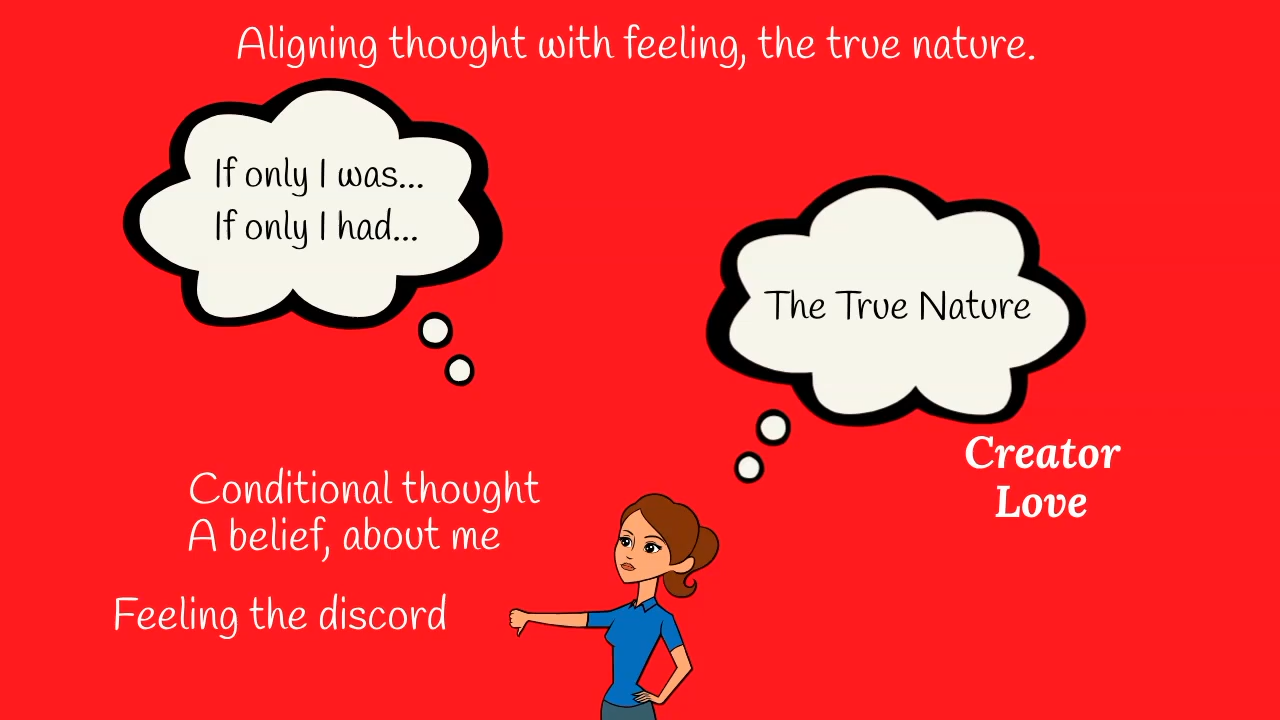 Aligning thought with feeling, the true nature.
If only I was...
If only I had...
The True Nature
Creator
Love
Conditional thought
A belief, about me
Feeling the discord